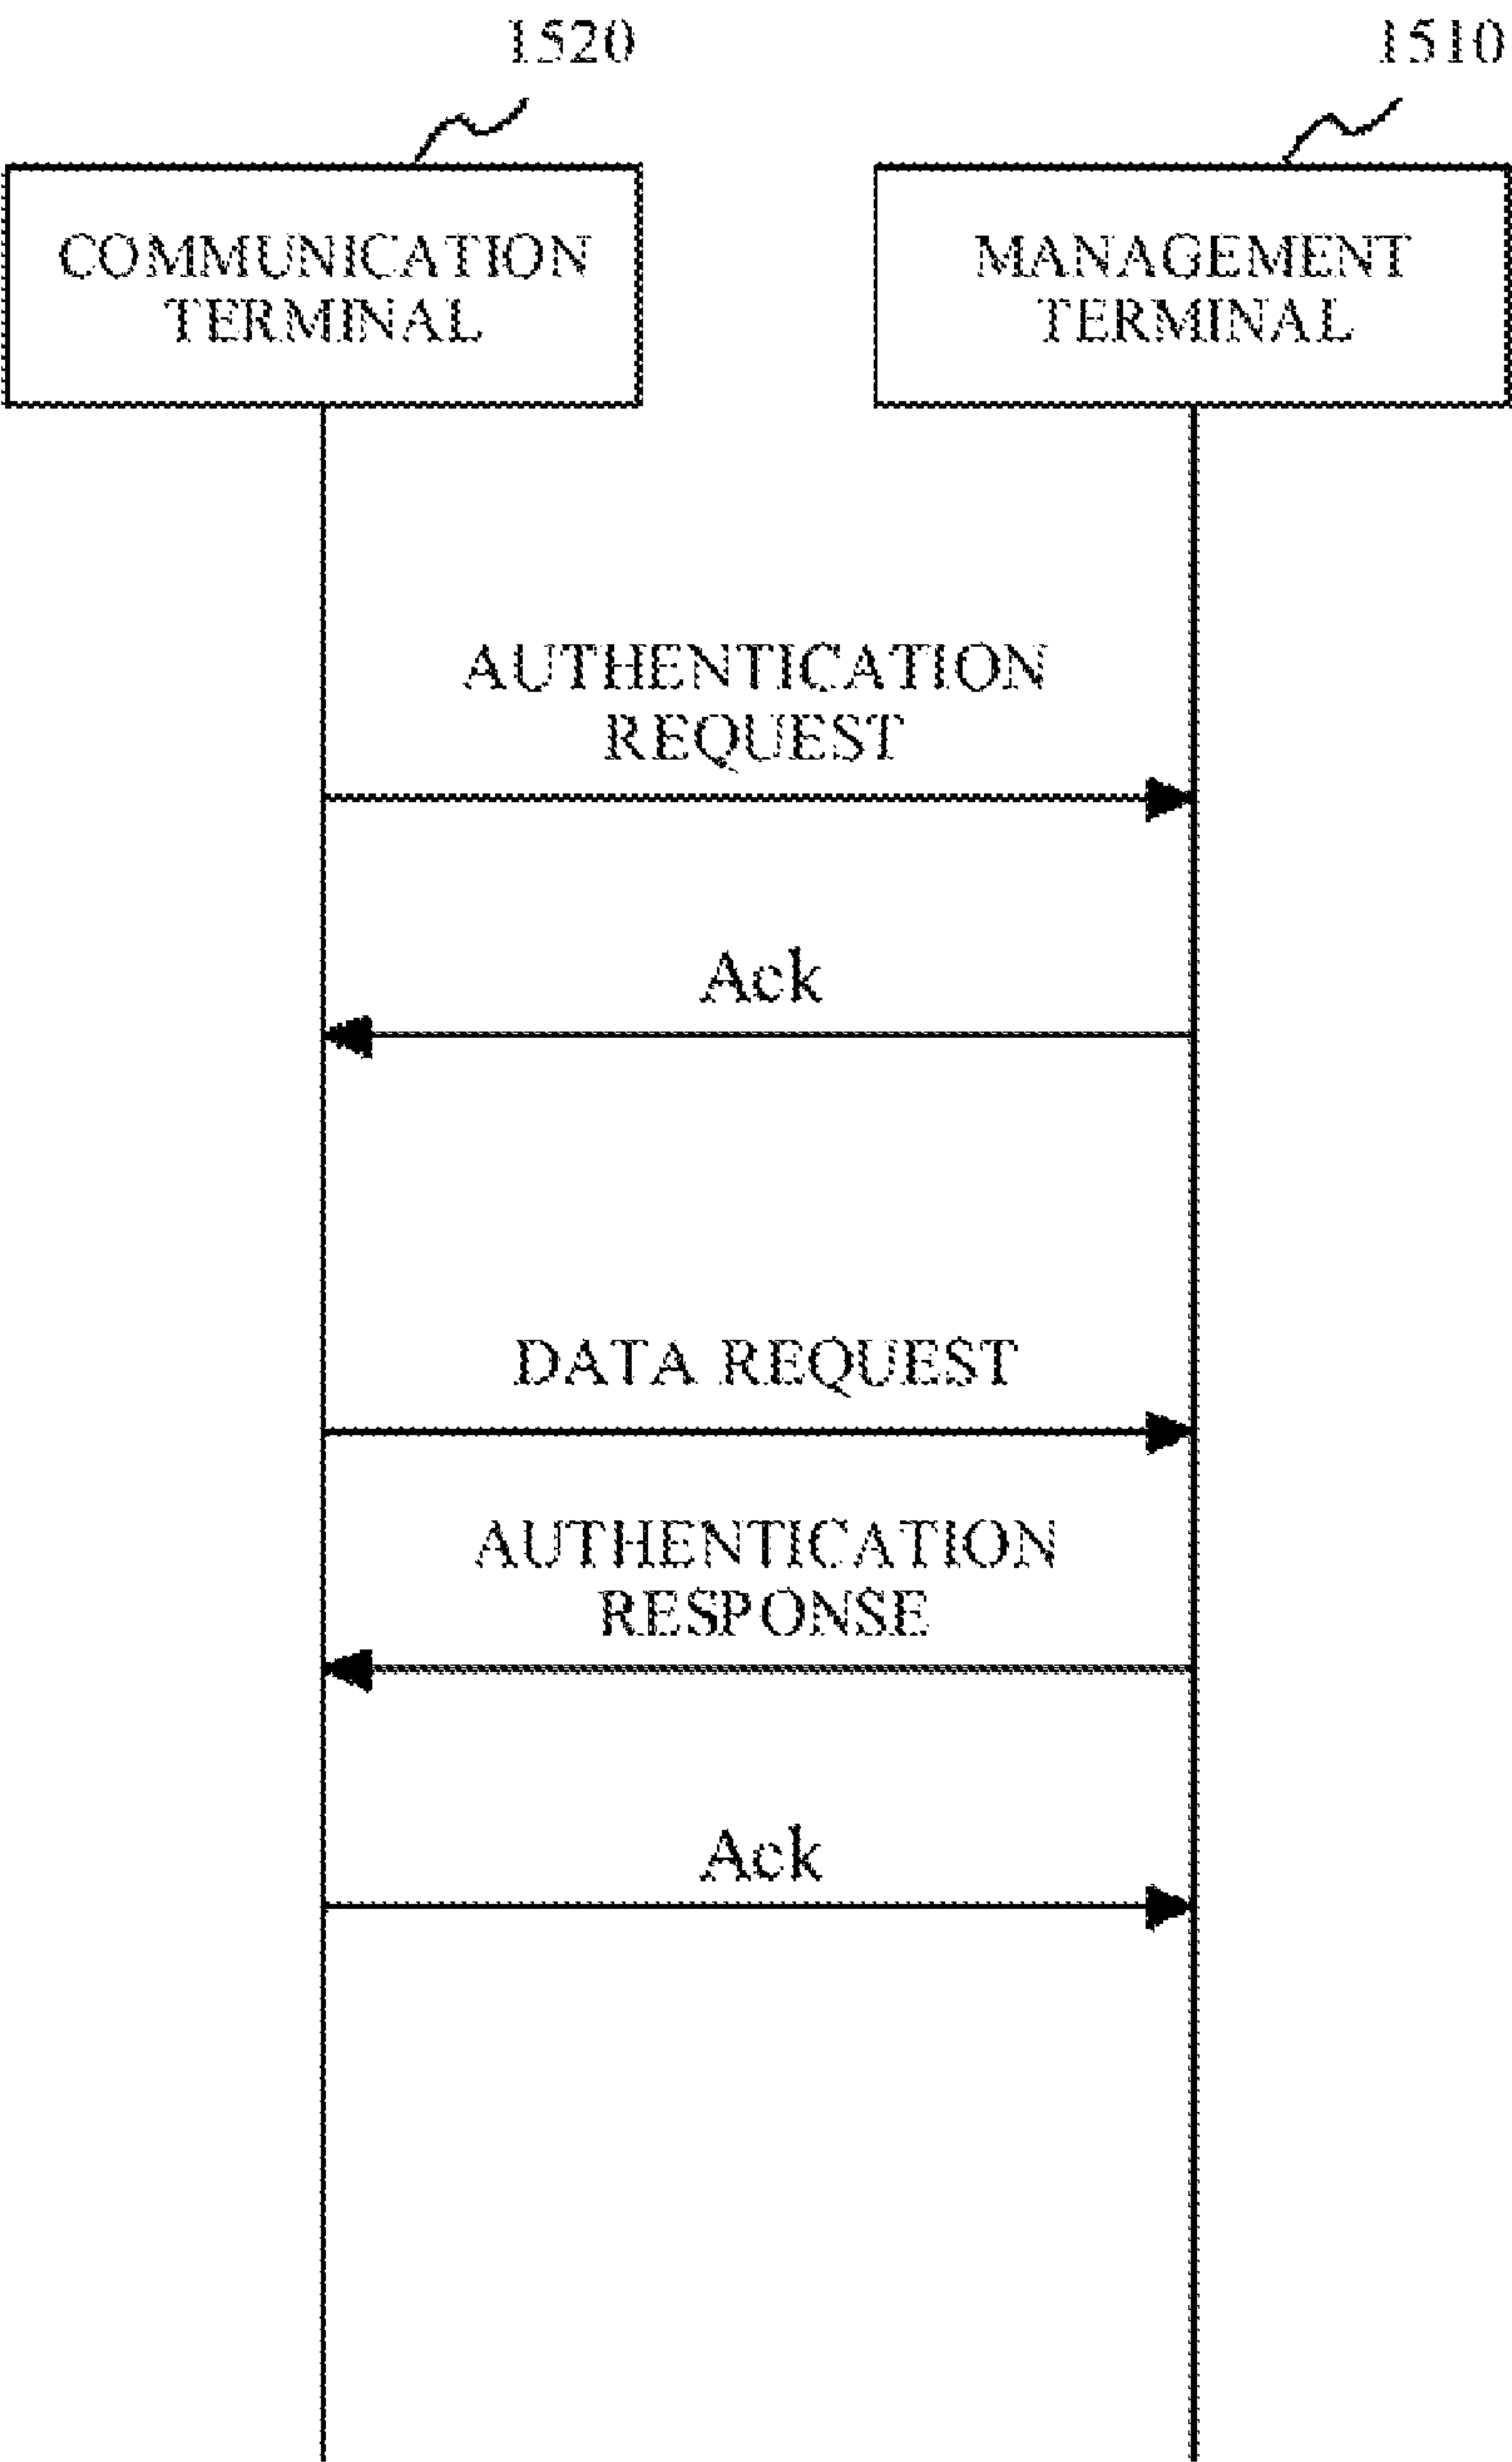 1520
1510
COMMUNICATION
TERMINAL
MANAGEMENT
TERMINAL
AUTHENTICATION
REQUEST
Ack
DATA REQUEST
AUTHENTICATION
RESPONSE
Ack